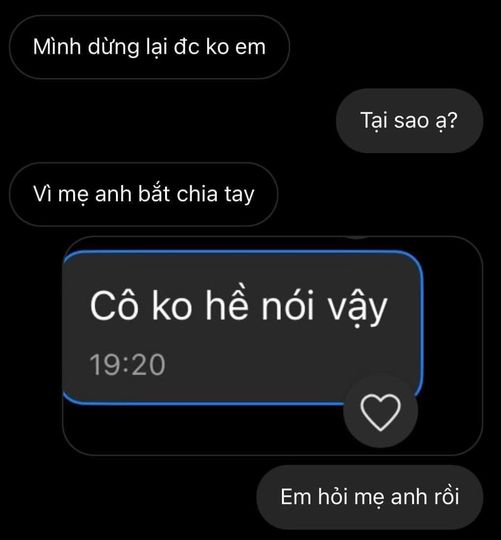 Mình dừng lại đc ko em
Tại sao ạ?
Vì mẹ anh bắt chia tay
Cô ko hề nói vậy
19:20
Em hỏi mẹ anh rồi